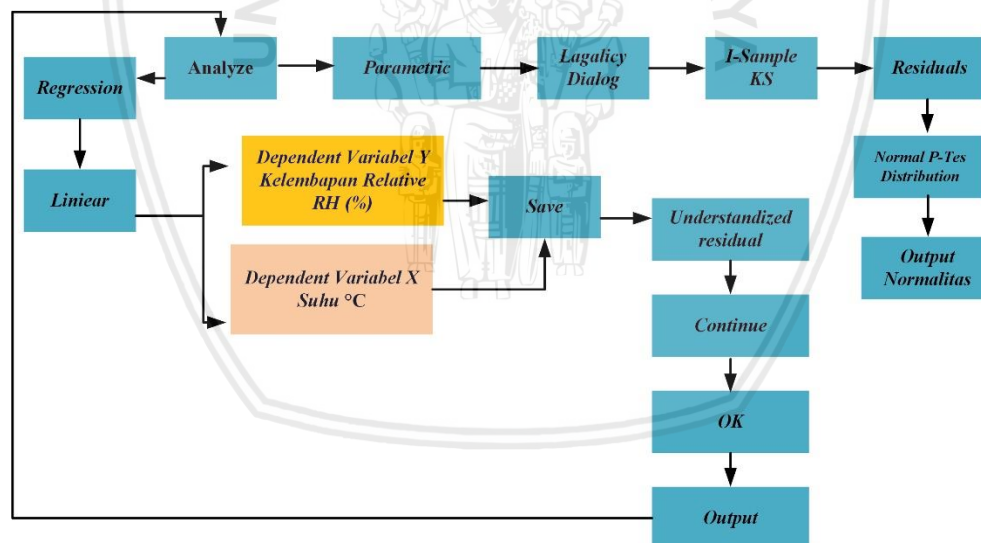 Analyze
Parametric
Lagalicy
Dialog
I-Sample
KS
Residuals
Regression
Liniear
Dependent Variabel Y
Kelembapan Relative
RH (%)
Dependent Variabel X
Suhu °C
Save
Understandized
residual
Continue
OK
Output
Normal P-Tes
Distribution
Output
Normalitas